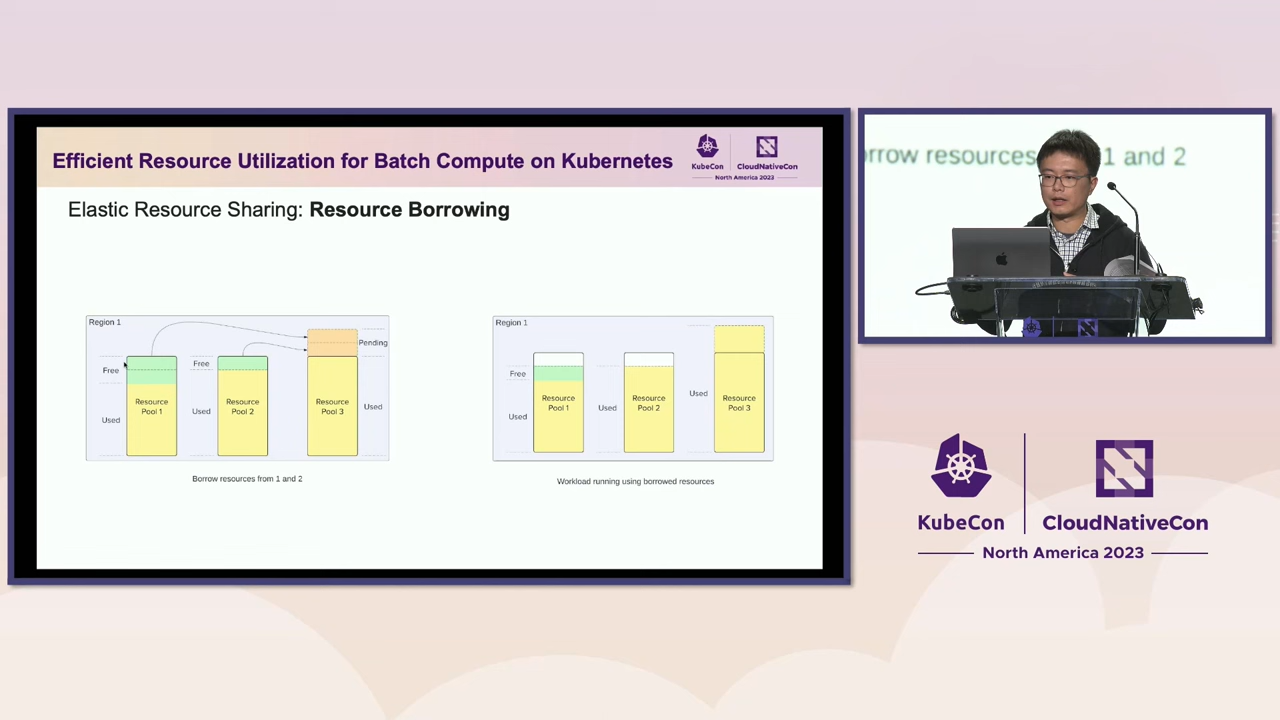 Efficient Resource Utilization for Batch Compute on Kubernetes
KubeCon
CloudNativeCon
North America 2023
Elastic Resource Sharing: Resource Borrowing
Region 1
Pending
Free
Free
Resource
Pool 1
Resource
Pool 2
Resource
Pool 3
Used
Used
Used
Borrow resources from 1 and 2
Region 1
Free
Resource
Pool 1
Resource
Pool 2
Resource
Pool 3
Used
Used
Used
Workload running using borrowed resources
rrow resources 1 and 2
KubeCon
CloudNativeCon
North America 2023